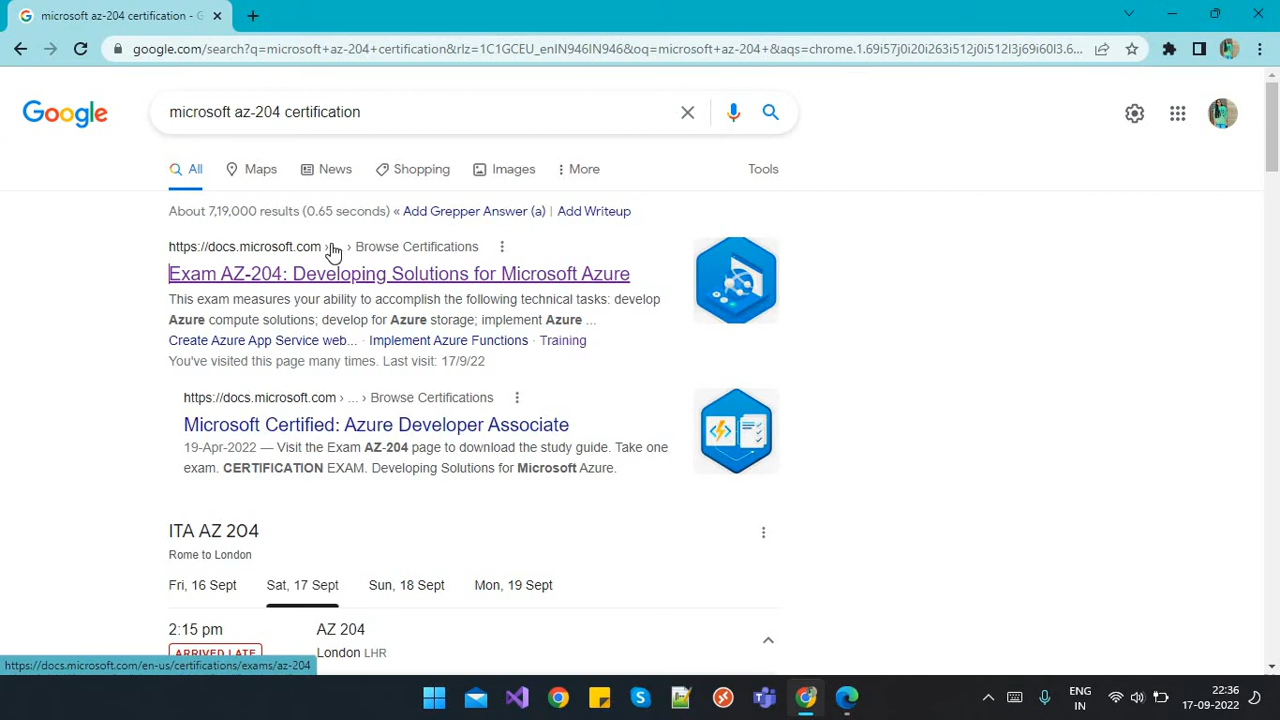 microsoft az-204 certification - G
google.com/search?q=microsoft+az-204+certification&rlz=1C1GCEU_enIN946IN946&oq=microsoft+az-204+&aqs=chrome.1.69i57j0i20i263i512j0i512l3j69i60l3.6...
Google
microsoft az-204 certification
All Maps News Shopping Images More Tools
About 7,19,000 results (0.65 seconds) « Add Grepper Answer (a) | Add Writeup
https://docs.microsoft.com › › Browse Certifications
Exam AZ-204: Developing Solutions for Microsoft Azure
This exam measures your ability to accomplish the following technical tasks: develop
Azure compute solutions; develop for Azure storage; implement Azure ...
Create Azure App Service web... · Implement Azure Functions · Training
You've visited this page many times. Last visit: 17/9/22
https://docs.microsoft.com › ... › Browse Certifications
Microsoft Certified: Azure Developer Associate
19-Apr-2022 — Visit the Exam AZ-204 page to download the study guide. Take one
exam. CERTIFICATION EXAM. Developing Solutions for Microsoft Azure.
ITA AZ 204
Rome to London
Fri, 16 Sept Sat, 17 Sept Sun, 18 Sept Mon, 19 Sept
2:15 pm AZ 204
ARRIVED LATE London LHR
https://docs.microsoft.com/en-us/certifications/exams/az-204
ENG 22:36
IN 17-09-2022